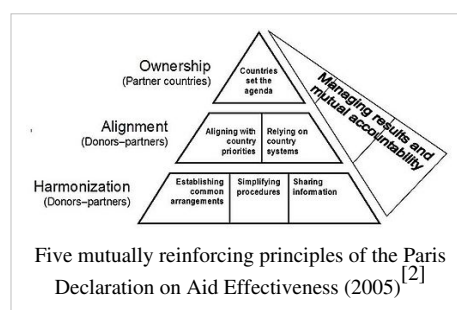 Ownership
(Partner countries)
Countries
set the
agenda
Managing results and
mutual accountability
Alignment
(Donors–partners)
Aligning with
country
priorities
Relying on
country
systems
Harmonization
(Donors–partners)
Establishing
common
arrangements
Simplifying
procedures
Sharing
information
Five mutually reinforcing principles of the Paris
Declaration on Aid Effectiveness (2005)[2]